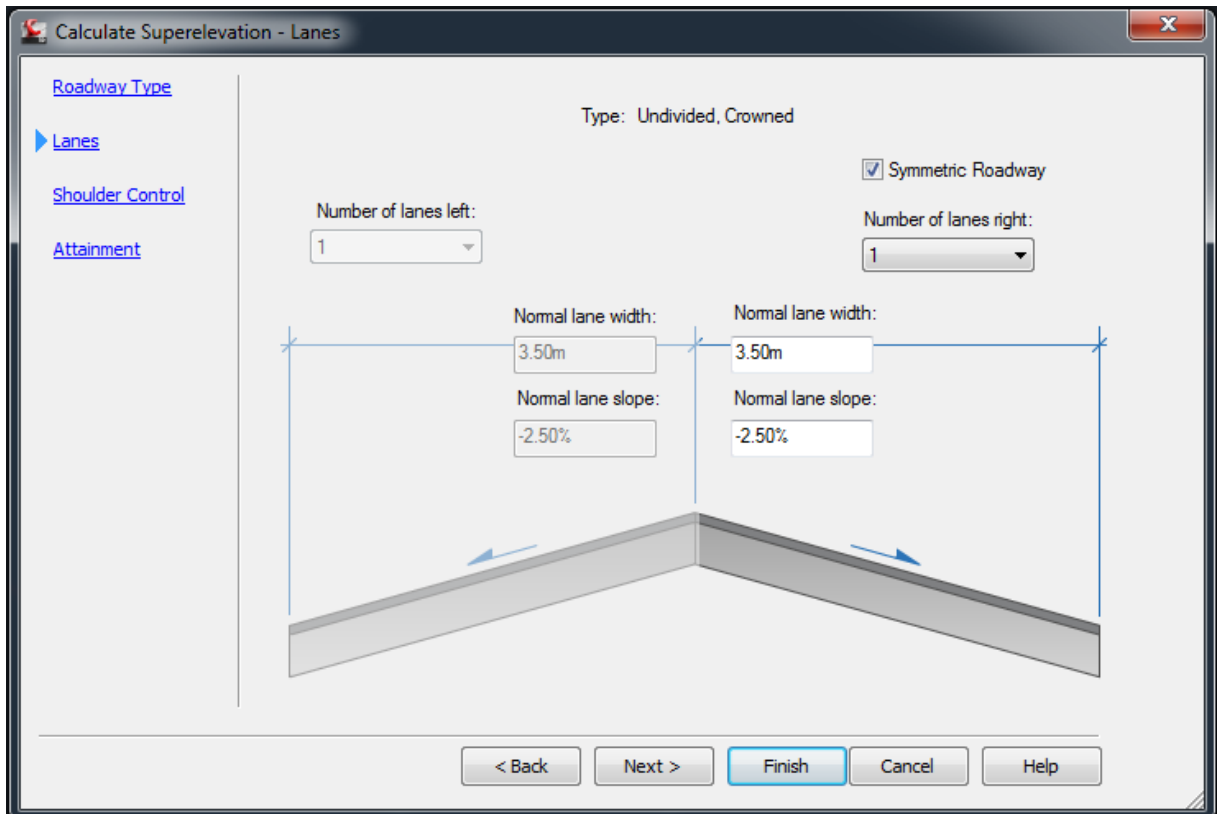 Calculate Superelevation - Lanes
Roadway Type
Lanes
Shoulder Control
Attainment
Type: Undivided, Crowned
Symmetric Roadway
Number of lanes left:
1
Number of lanes right:
1
Normal lane width:
3.50m
Normal lane width:
3.50m
Normal lane slope:
-2.50%
Normal lane slope:
-2.50%
< Back
Next >
Finish
Cancel
Help